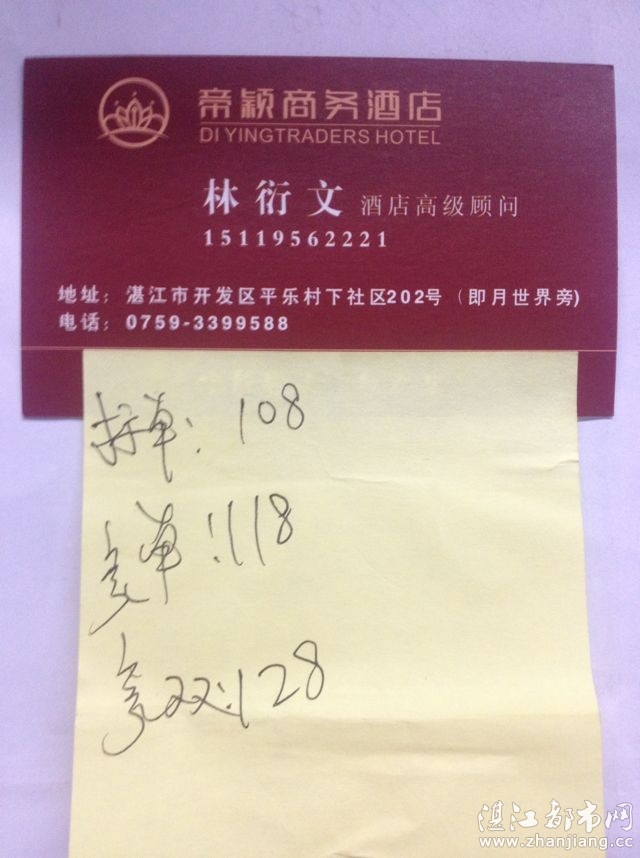 帝颖商务酒店
DI YINGTRADERS HOTEL
林衍文 酒店高级顾问
15119562221
地址：湛江市开发区平乐村下社区202号（即月世界旁)
电话：0759-3399588
标单：108
豪单：118
豪双：128
湛江都市网
www.zhanjiang.cc